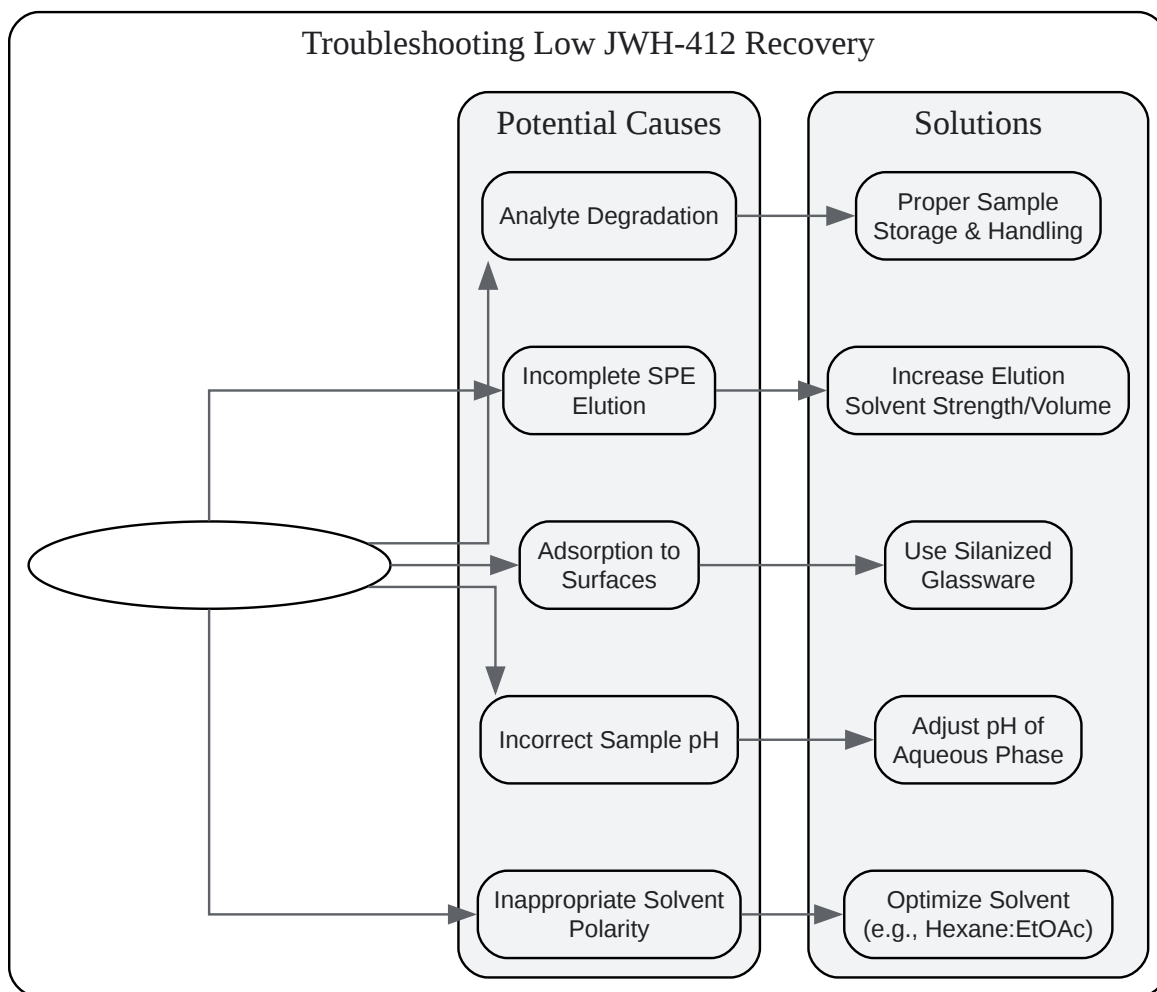 Troubleshooting Low JWH-412 Recovery
Potential Causes
Solutions
Analyte Degradation
Proper Sample
Storage & Handling
Incomplete SPE
Elution
Increase Elution
Solvent Strength/Volume
Adsorption to
Surfaces
Use Silanized
Glassware
Incorrect Sample pH
Adjust pH of
Aqueous Phase
Inappropriate Solvent
Polarity
Optimize Solvent
(e.g., Hexane:EtOAc)